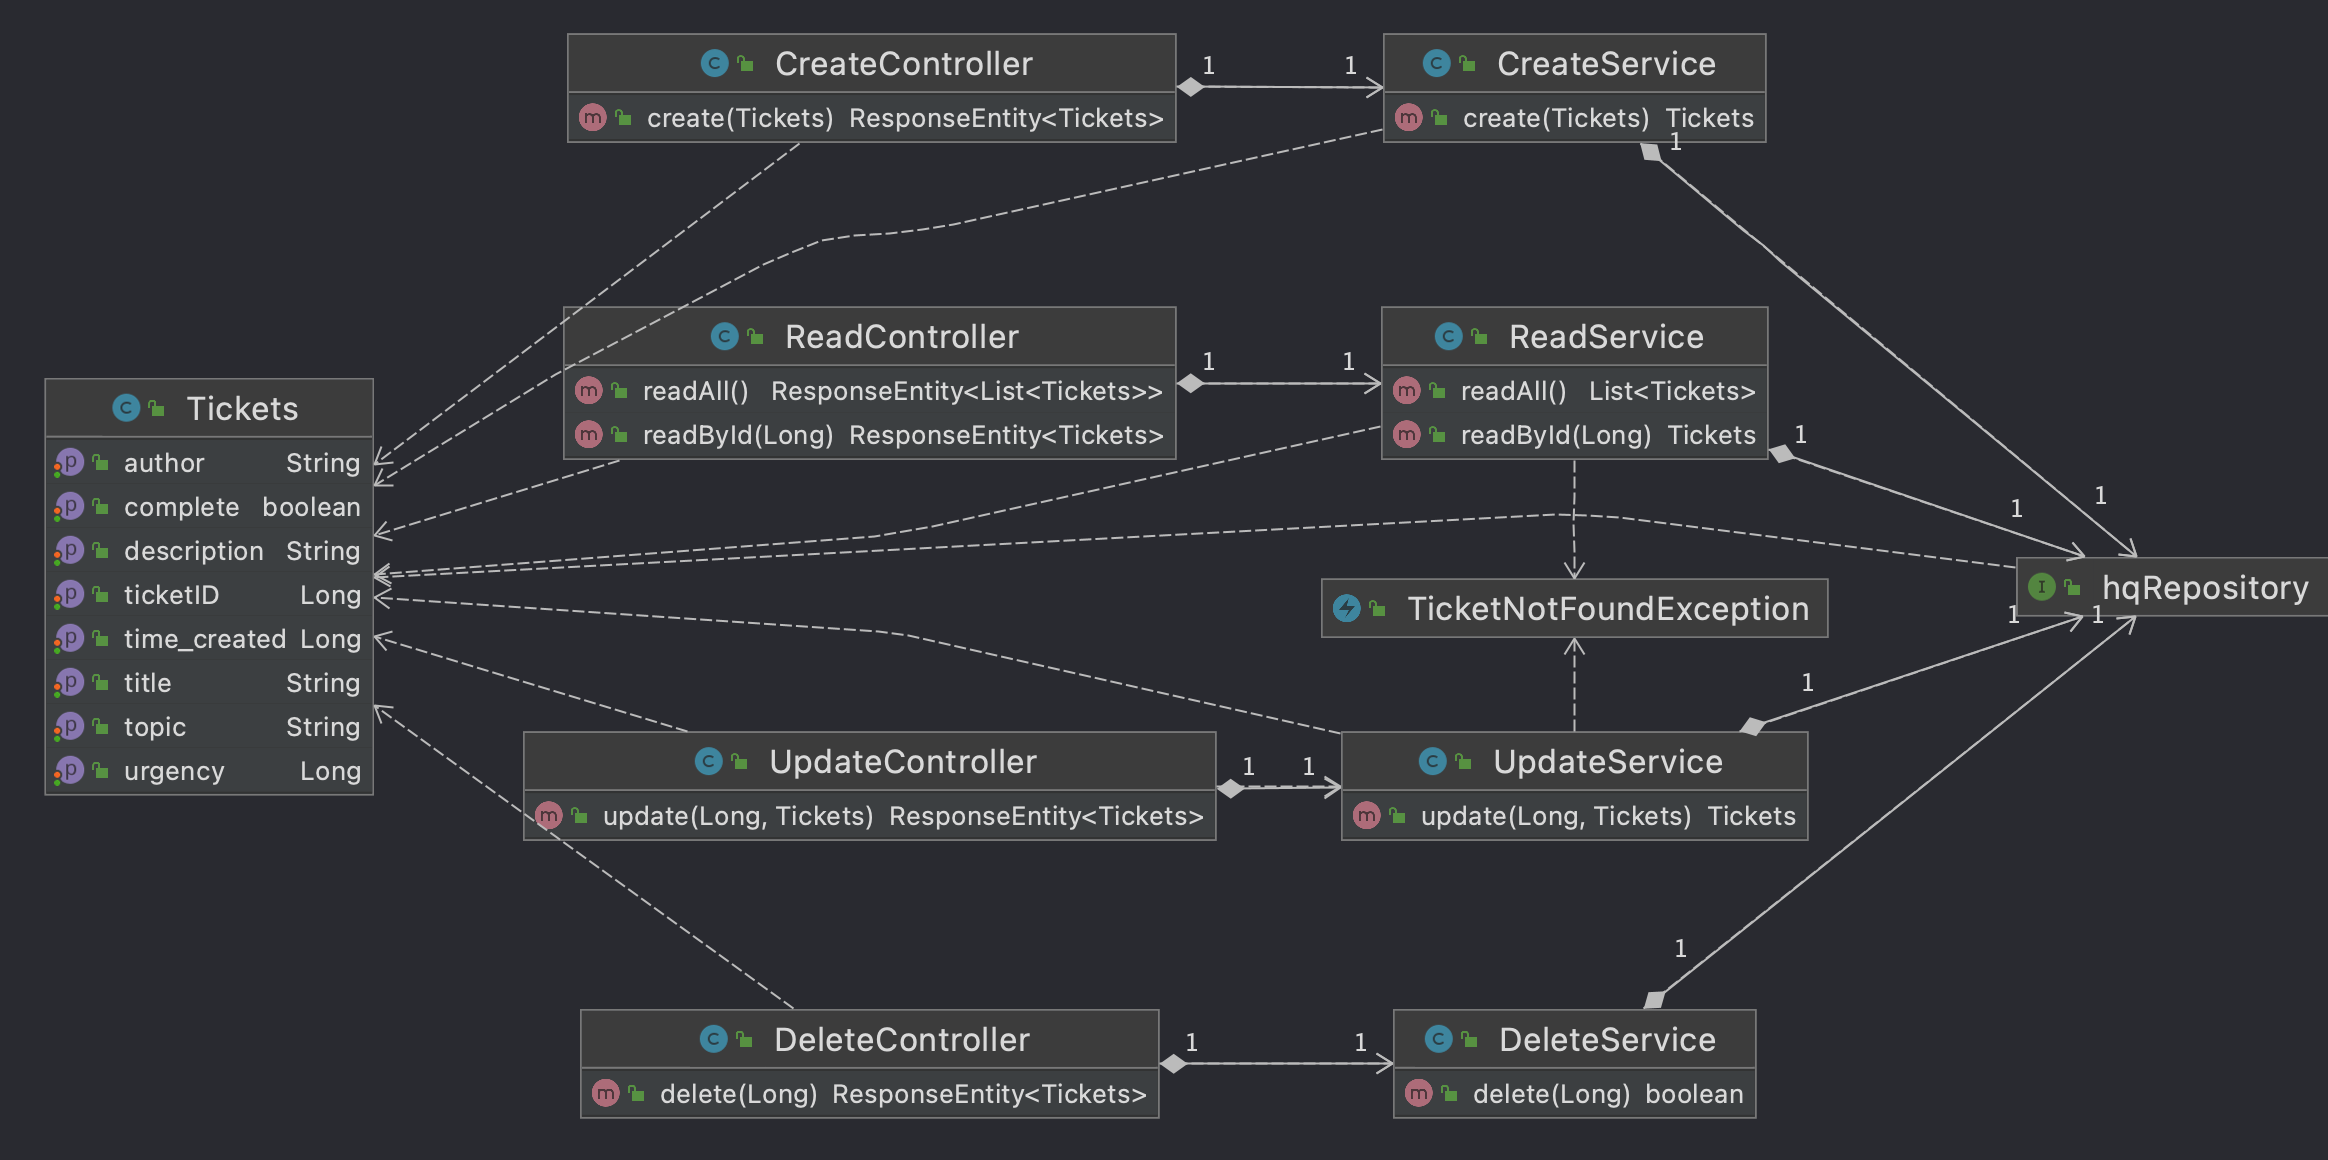 CreateController
create(Tickets) ResponseEntity<Tickets>
1 1
CreateService
create(Tickets) Tickets
1
ReadController
readAll() ResponseEntity<List<Tickets>>
readById(Long) ResponseEntity<Tickets>
1 1
ReadService
readAll() List<Tickets>
readById(Long) Tickets
1
1
1
Tickets
author String
complete boolean
description String
ticketID Long
time_created Long
title String
topic String
urgency Long
TicketNotFoundException
hqRepository
1 1
1
UpdateController
update(Long, Tickets) ResponseEntity<Tickets>
1 1
UpdateService
update(Long, Tickets) Tickets
1
DeleteController
delete(Long) ResponseEntity<Tickets>
1 1
DeleteService
delete(Long) boolean